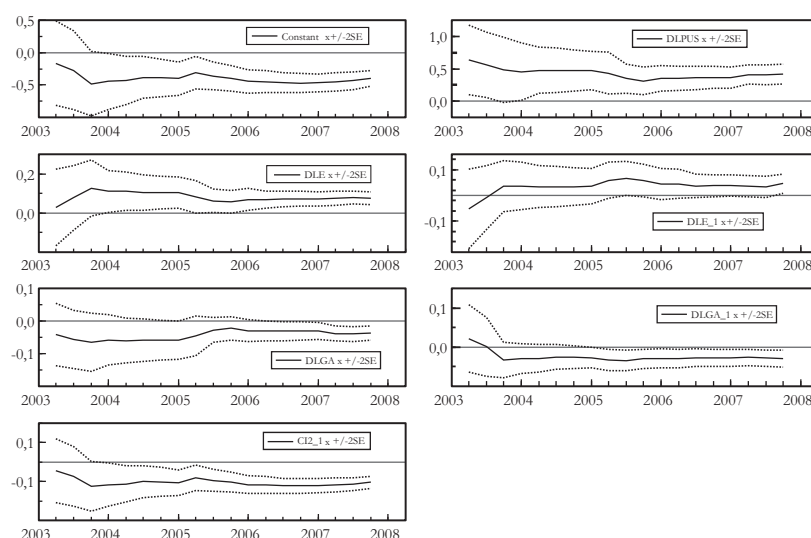 0,5
Constant x+/-2SE
0,0
-0,5
2003 2004 2005 2006 2007 2008
1,0
DLPUS x +/-2SE
0,5
0,0
2003 2004 2005 2006 2007 2008
0,2
DLE x +/-2SE
0,0
2003 2004 2005 2006 2007 2008
0,1
-0,1
DLE_1 x +/-2SE
2003 2004 2005 2006 2007 2008
0,1
0,0
-0,1
DLGA x +/-2SE
2003 2004 2005 2006 2007 2008
0,1
DLGA_1 x +/-2SE
0,0
2003 2004 2005 2006 2007 2008
0,1
CI2_1 x +/-2SE
-0,1
2003 2004 2005 2006 2007 2008